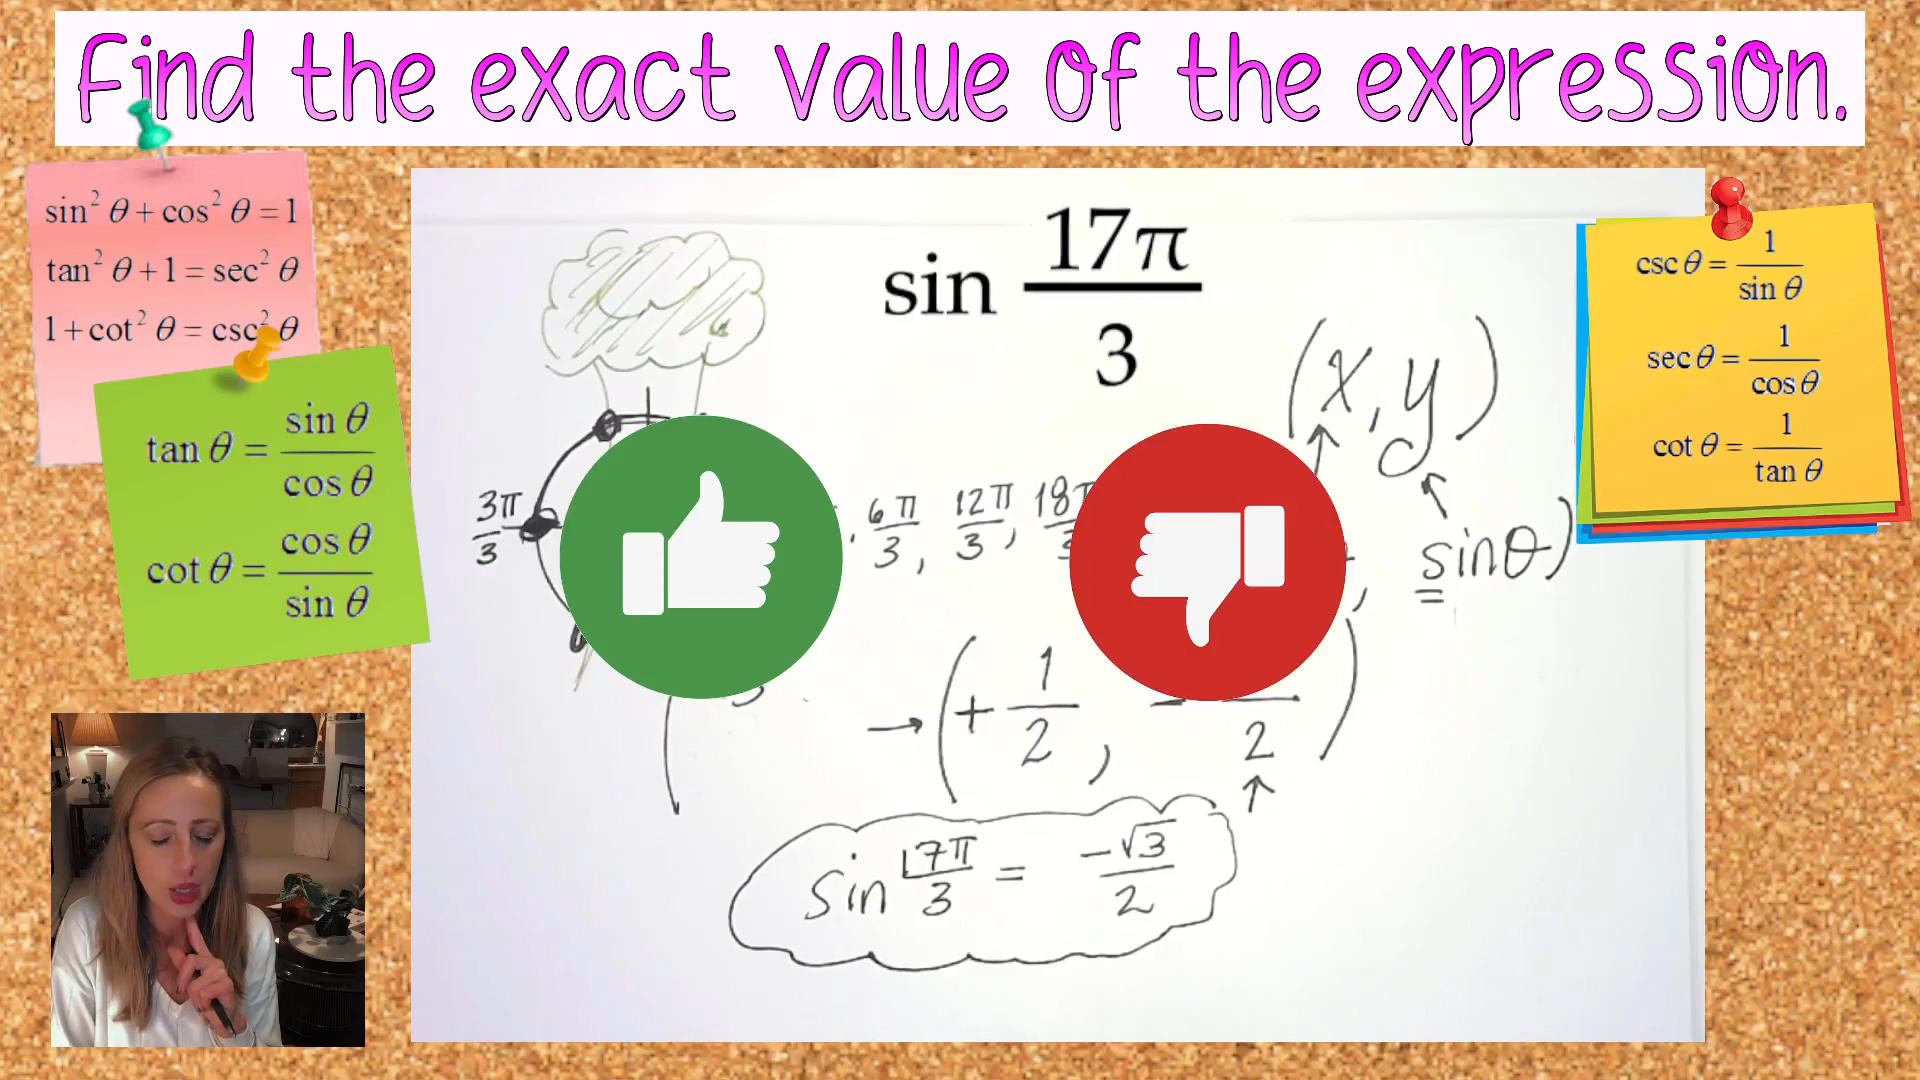 Find the exact value of the expression.
sin² θ + cos² θ = 1
tan² θ + 1 = sec² θ
1 + cot² θ = csc² θ
tan θ = sin θ / cos θ
cot θ = cos θ / sin θ
sin 17π / 3
csc θ = 1 / sin θ
sec θ = 1 / cos θ
cot θ = 1 / tan θ
(x, y)
3π / 3
6π / 3, 12π / 3, 18π / 3
, sinθ)
→ (+ 1 / 2, - / 2)
sin 17π / 3 = -√3 / 2